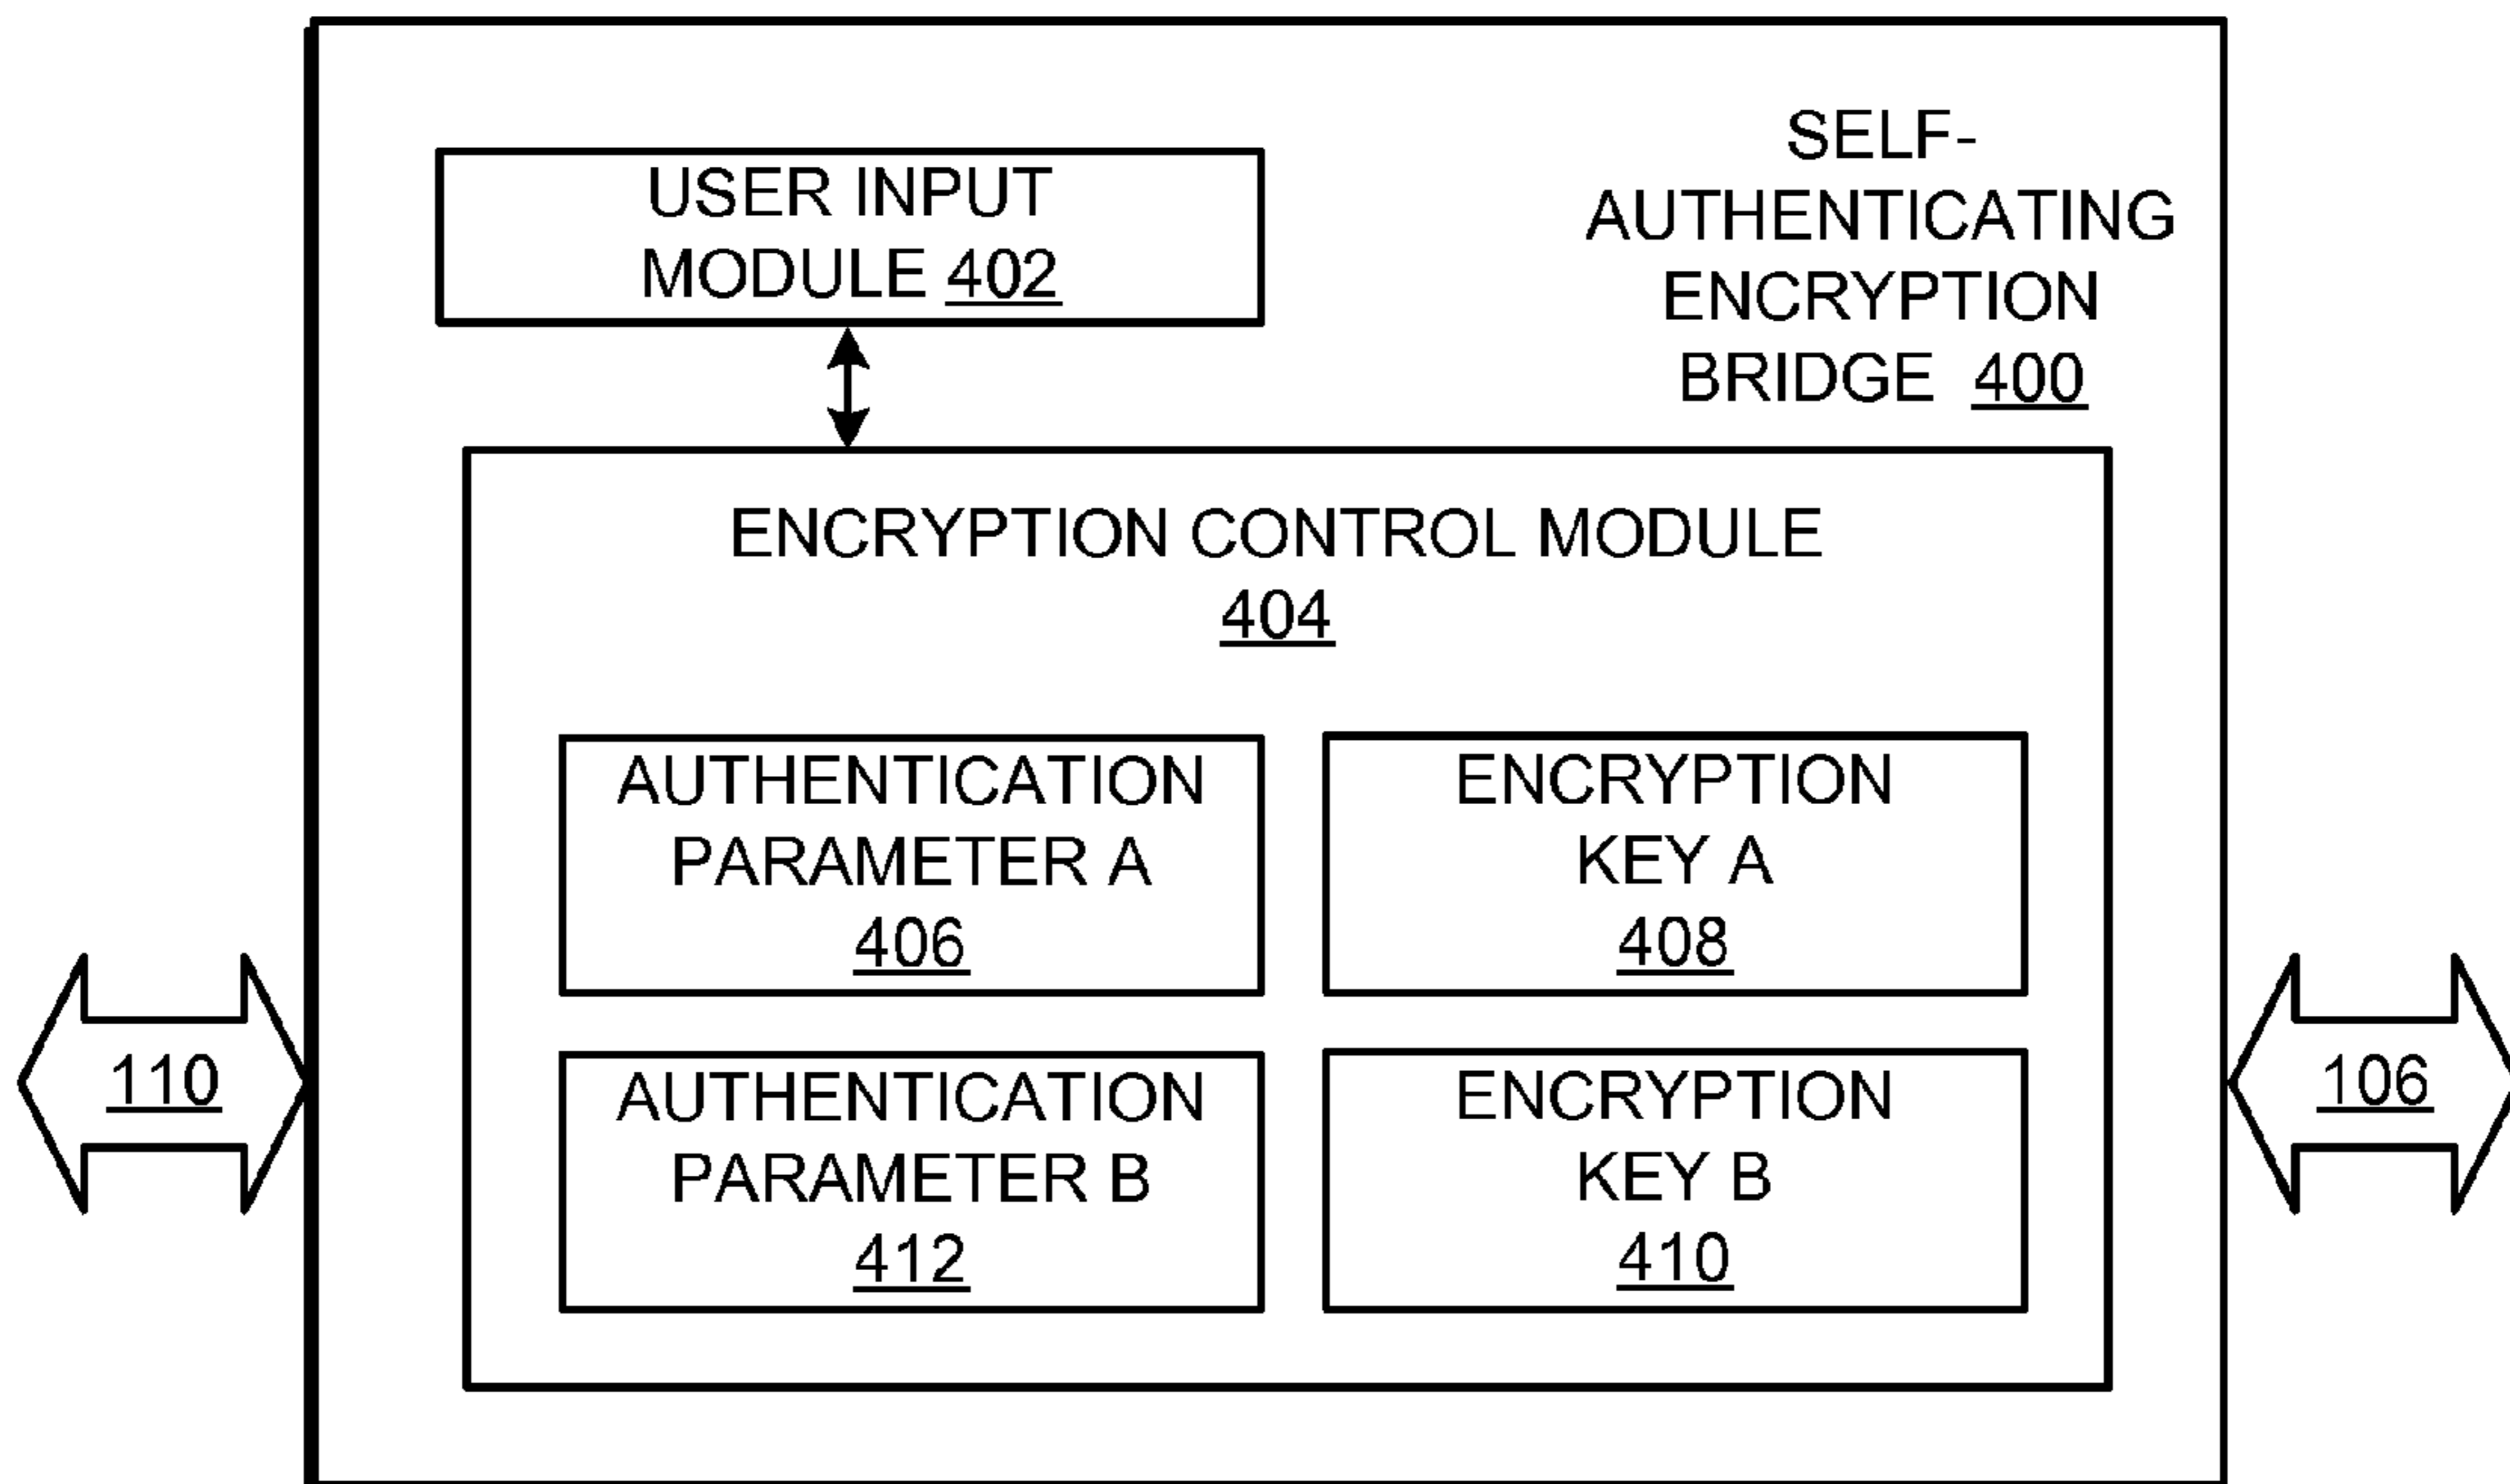 SELF-
AUTHENTICATING
ENCRYPTION
BRIDGE 400
USER INPUT
MODULE 402
ENCRYPTION CONTROL MODULE
404
AUTHENTICATION
PARAMETER A
406
ENCRYPTION
KEY A
408
AUTHENTICATION
PARAMETER B
412
ENCRYPTION
KEY B
410
110
106